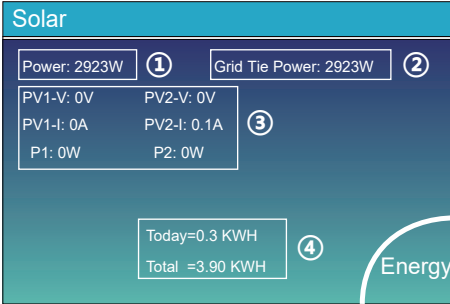 Solar
Power: 2923W ① Grid Tie Power: 2923W ②
PV1-V: 0V PV2-V: 0V
PV1-I: 0A PV2-I: 0.1A ③
P1: 0W P2: 0W
Today=0.3 KWH
④
Total =3.90 KWH
Energy